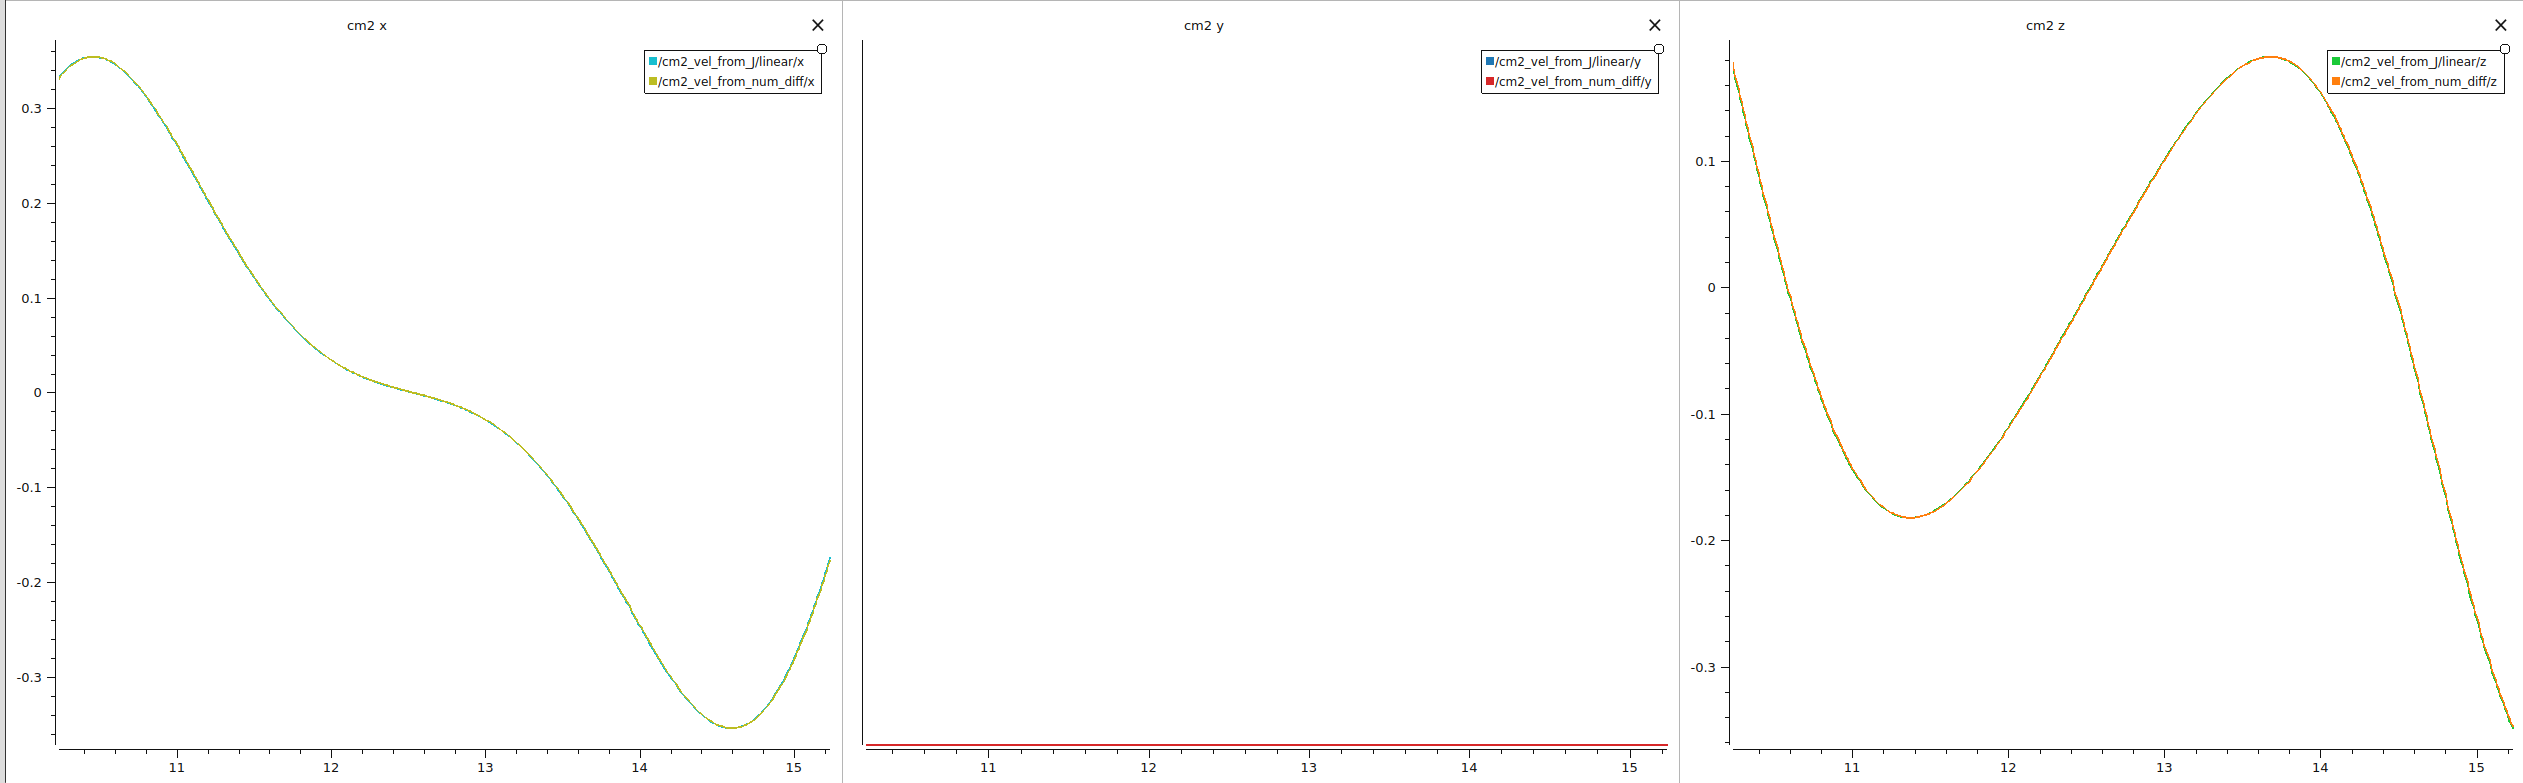 cm2 x
/cm2_vel_from_J/linear/x
/cm2_vel_from_num_diff/x
0.3
0.2
0.1
0
-0.1
-0.2
-0.3
11 12 13 14 15
cm2 y
/cm2_vel_from_J/linear/y
/cm2_vel_from_num_diff/y
11 12 13 14 15
cm2 z
/cm2_vel_from_J/linear/z
/cm2_vel_from_num_diff/z
0.1
0
-0.1
-0.2
-0.3
11 12 13 14 15